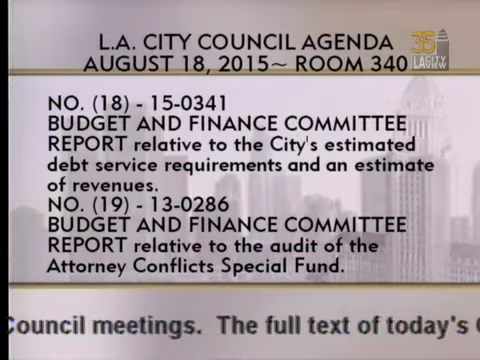 L.A. CITY COUNCIL AGENDA
AUGUST 18, 2015~ ROOM 340
35
LA CITY
VIEW
NO. (18) - 15-0341
BUDGET AND FINANCE COMMITTEE
REPORT relative to the City's estimated
debt service requirements and an estimate
of revenues.
NO. (19) - 13-0286
BUDGET AND FINANCE COMMITTEE
REPORT relative to the audit of the
Attorney Conflicts Special Fund.
Council meetings. The full text of today's